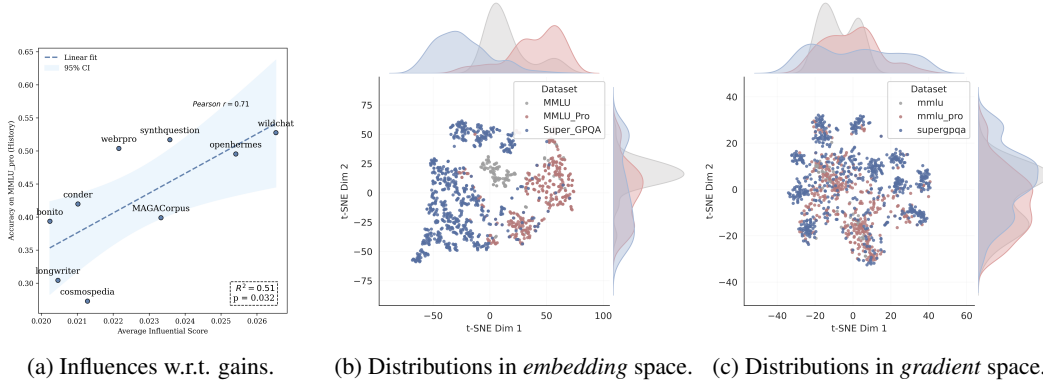 0.65
0.60
0.55
0.50
0.45
0.40
0.35
0.30
Accuracy on MMLU pro (History)
Linear fit
95% CI
Pearson r = 0.71
wildchat
synthquestion
webrpro
openhermes
conder
bonito
MAGACorpus
longwriter
cosmospedia
R² = 0.51
p = 0.032
0.020 0.021 0.022 0.023 0.024 0.025 0.026
Average Influential Score
(a) Influences w.r.t. gains.
75
50
25
0
−25
−50
−75
t-SNE Dim 2
Dataset
MMLU
MMLU_Pro
Super_GPQA
−50 0 50 100
t-SNE Dim 1
(b) Distributions in embedding space.
40
20
0
−20
−40
t-SNE Dim 2
Dataset
mmlu
mmlu_pro
supergpqa
−40 −20 0 20 40 60
t-SNE Dim 1
(c) Distributions in gradient space.